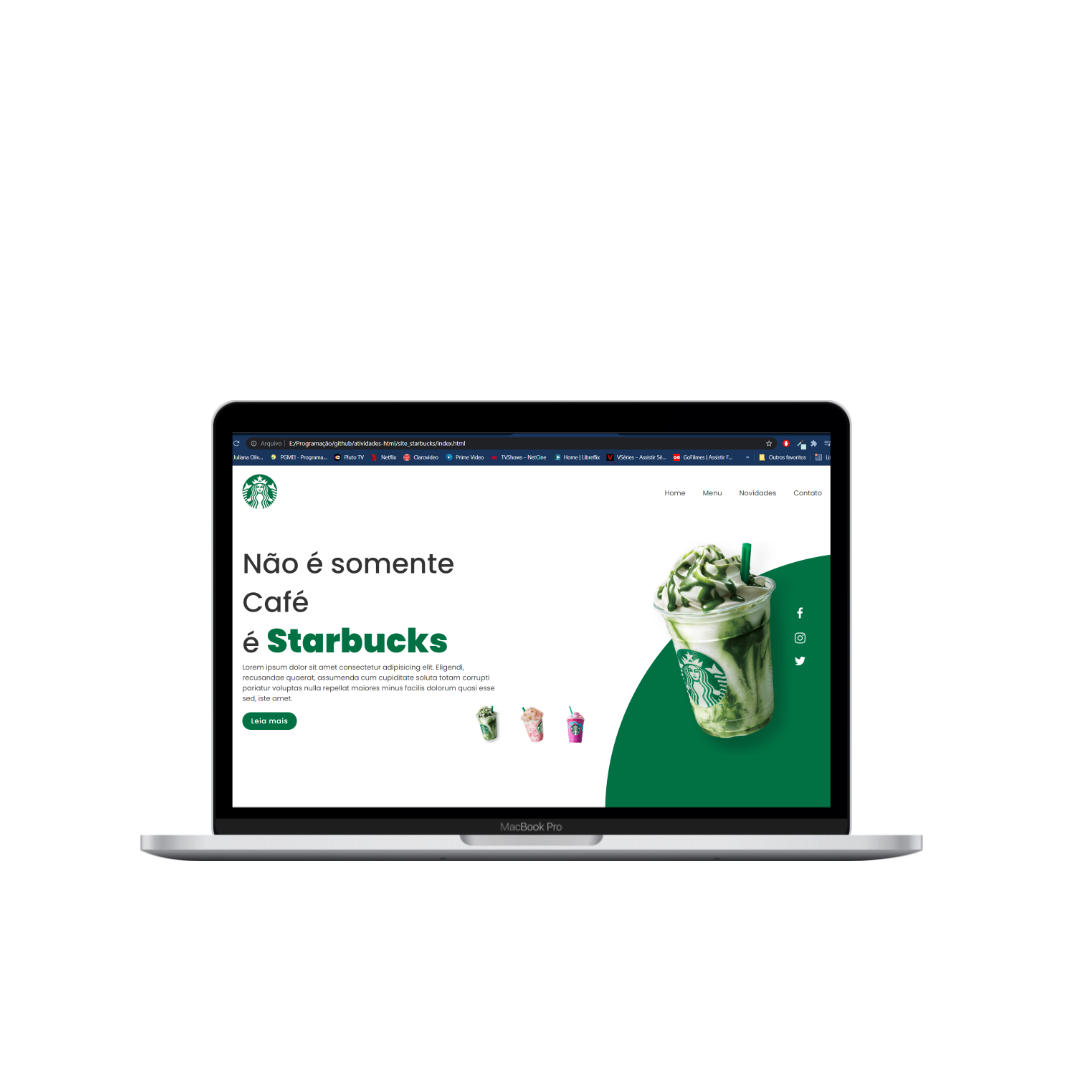 Arquivo | E:/Programação/github/atividades-html/site_starbucks/index.html
Juliana Olik... PGMEI - Programa... Pluto TV Netflix Clarovideo Prime Video TVShows – NetCine Home | Libreflix VSéries – Assistir Sé... GoFilmes | Assistir F... » Outros favoritos
Home Menu Novidades Contato
Não é somente
Café
é Starbucks
Lorem ipsum dolor sit amet consectetur adipisicing elit. Eligendi,
recusandae quaerat, assumenda cum cupiditate soluta totam corrupti
pariatur voluptas nulla repellat maiores minus facilis dolorum quasi esse
sed, iste amet.
Leia mais
MacBook Pro